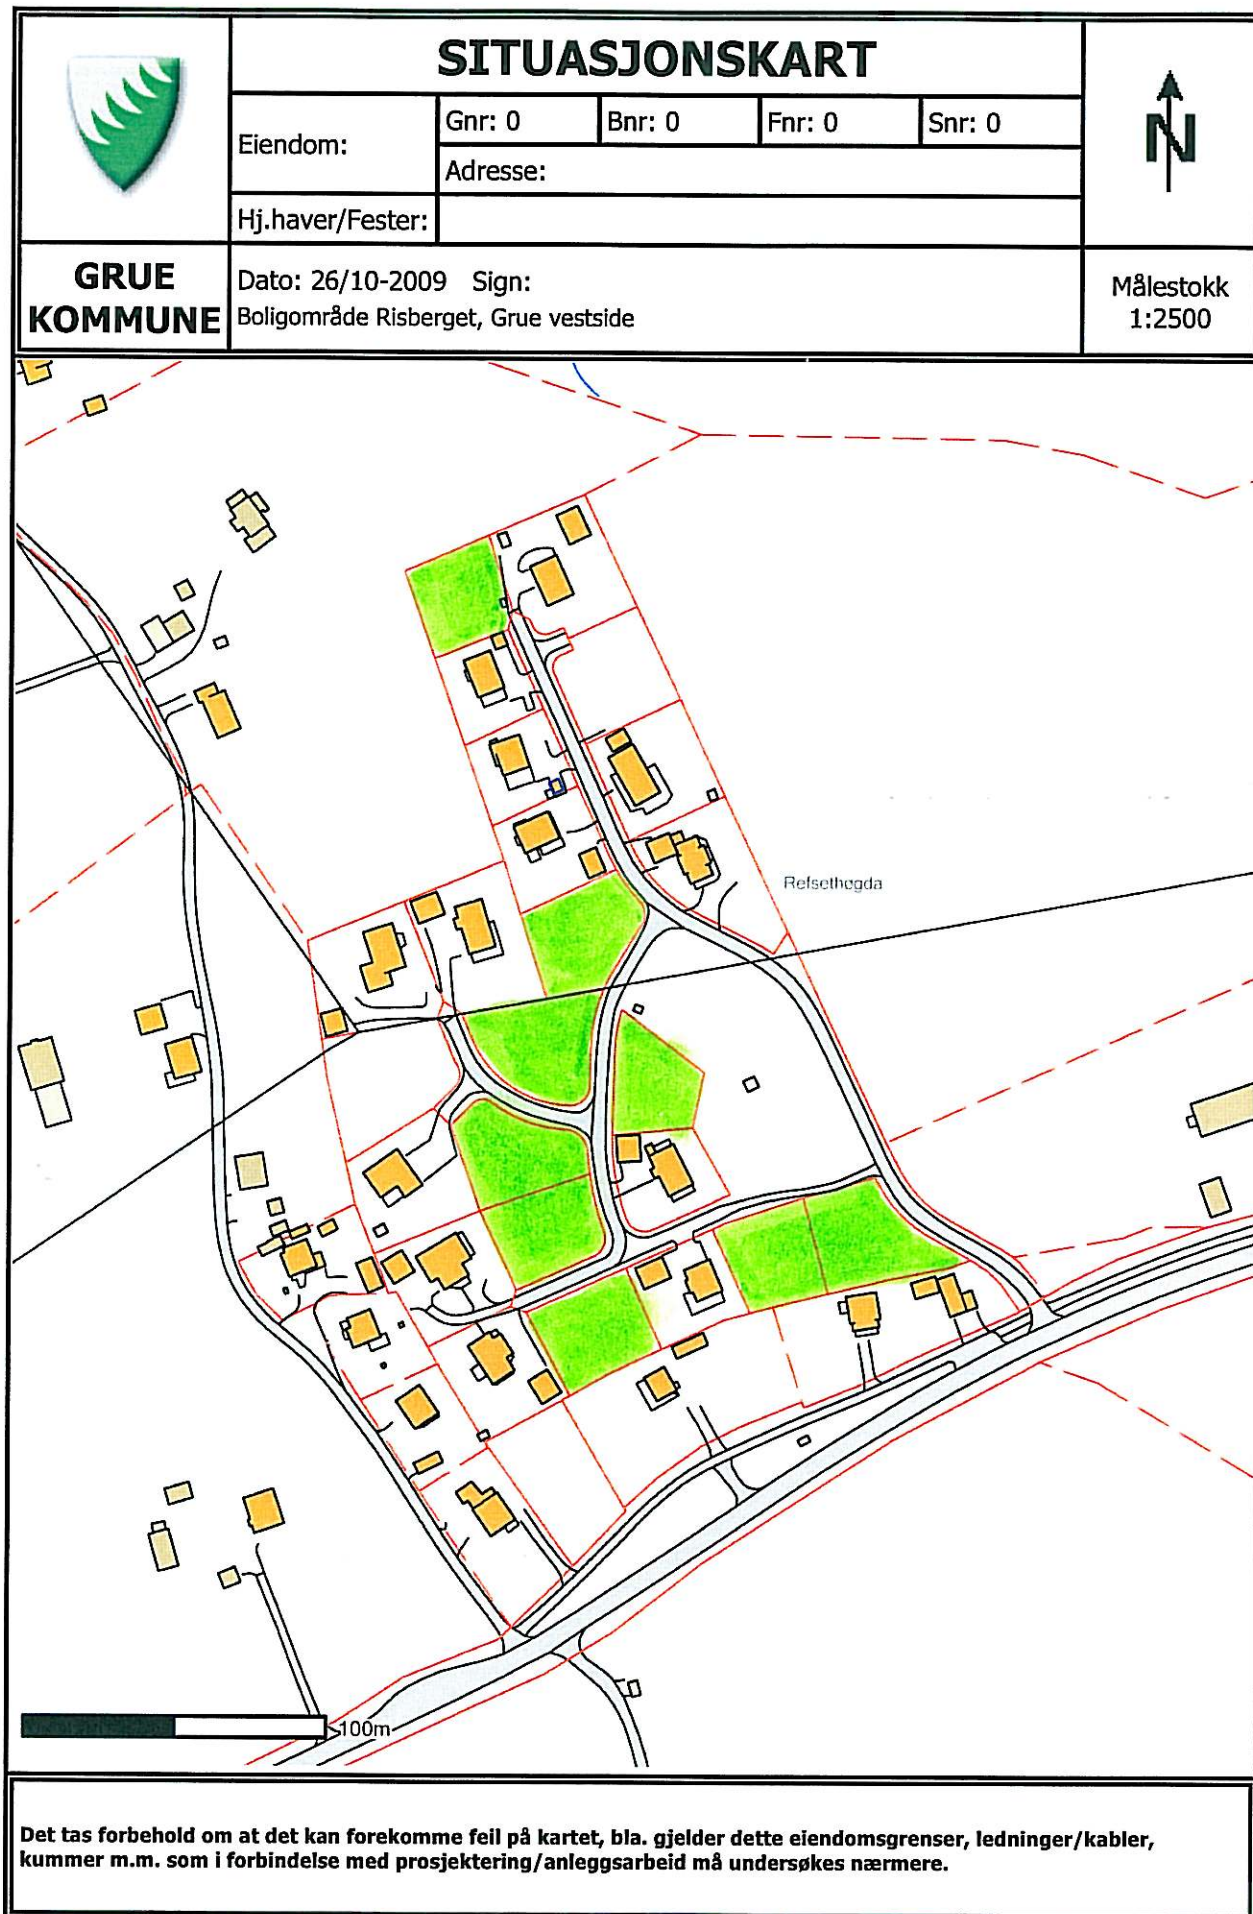 SITUASJONSKART
Eiendom:
Gnr: 0
Bnr: 0
Fnr: 0
Snr: 0
Adresse:
Hj.haver/Fester:
N
GRUE
KOMMUNE
Dato: 26/10-2009 Sign:
Boligområde Risberget, Grue vestside
Målestokk
1:2500
Refsethøgda
100m
Det tas forbehold om at det kan forekomme feil på kartet, bla. gjelder dette eiendomsgrenser, ledninger/kabler,
kummer m.m. som i forbindelse med prosjektering/anleggsarbeid må undersøkes nærmere.